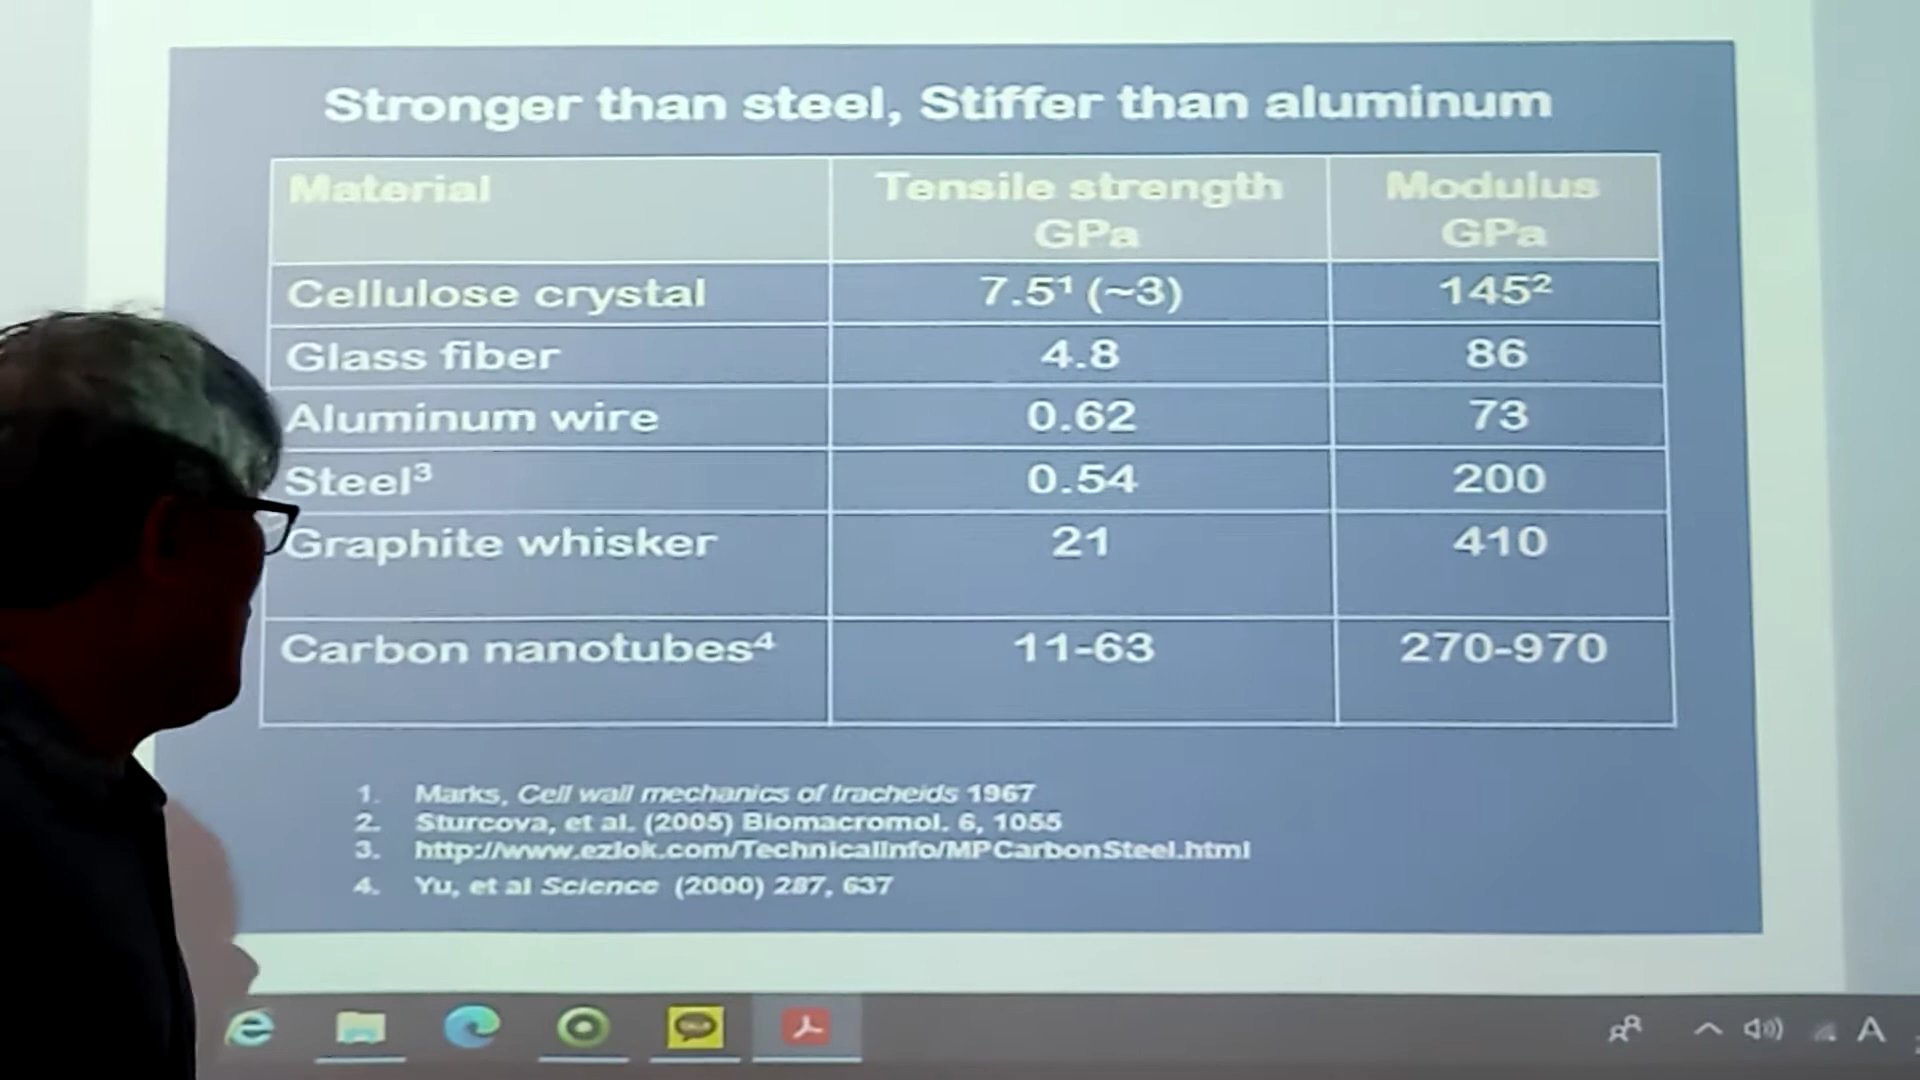 Stronger than steel, Stiffer than aluminum
Material Tensile strength GPa Modulus GPa
Cellulose crystal 7.5¹ (~3) 145²
Glass fiber 4.8 86
Aluminum wire 0.62 73
Steel³ 0.54 200
Graphite whisker 21 410
Carbon nanotubes⁴ 11-63 270-970
1. Marks, Cell wall mechanics of tracheids 1967
2. Sturcova, et al. (2005) Biomacromol. 6, 1055
3. http://www.ezlok.com/TechnicalInfo/MPCarbonSteel.html
4. Yu, et al Science (2000) 287, 637
A